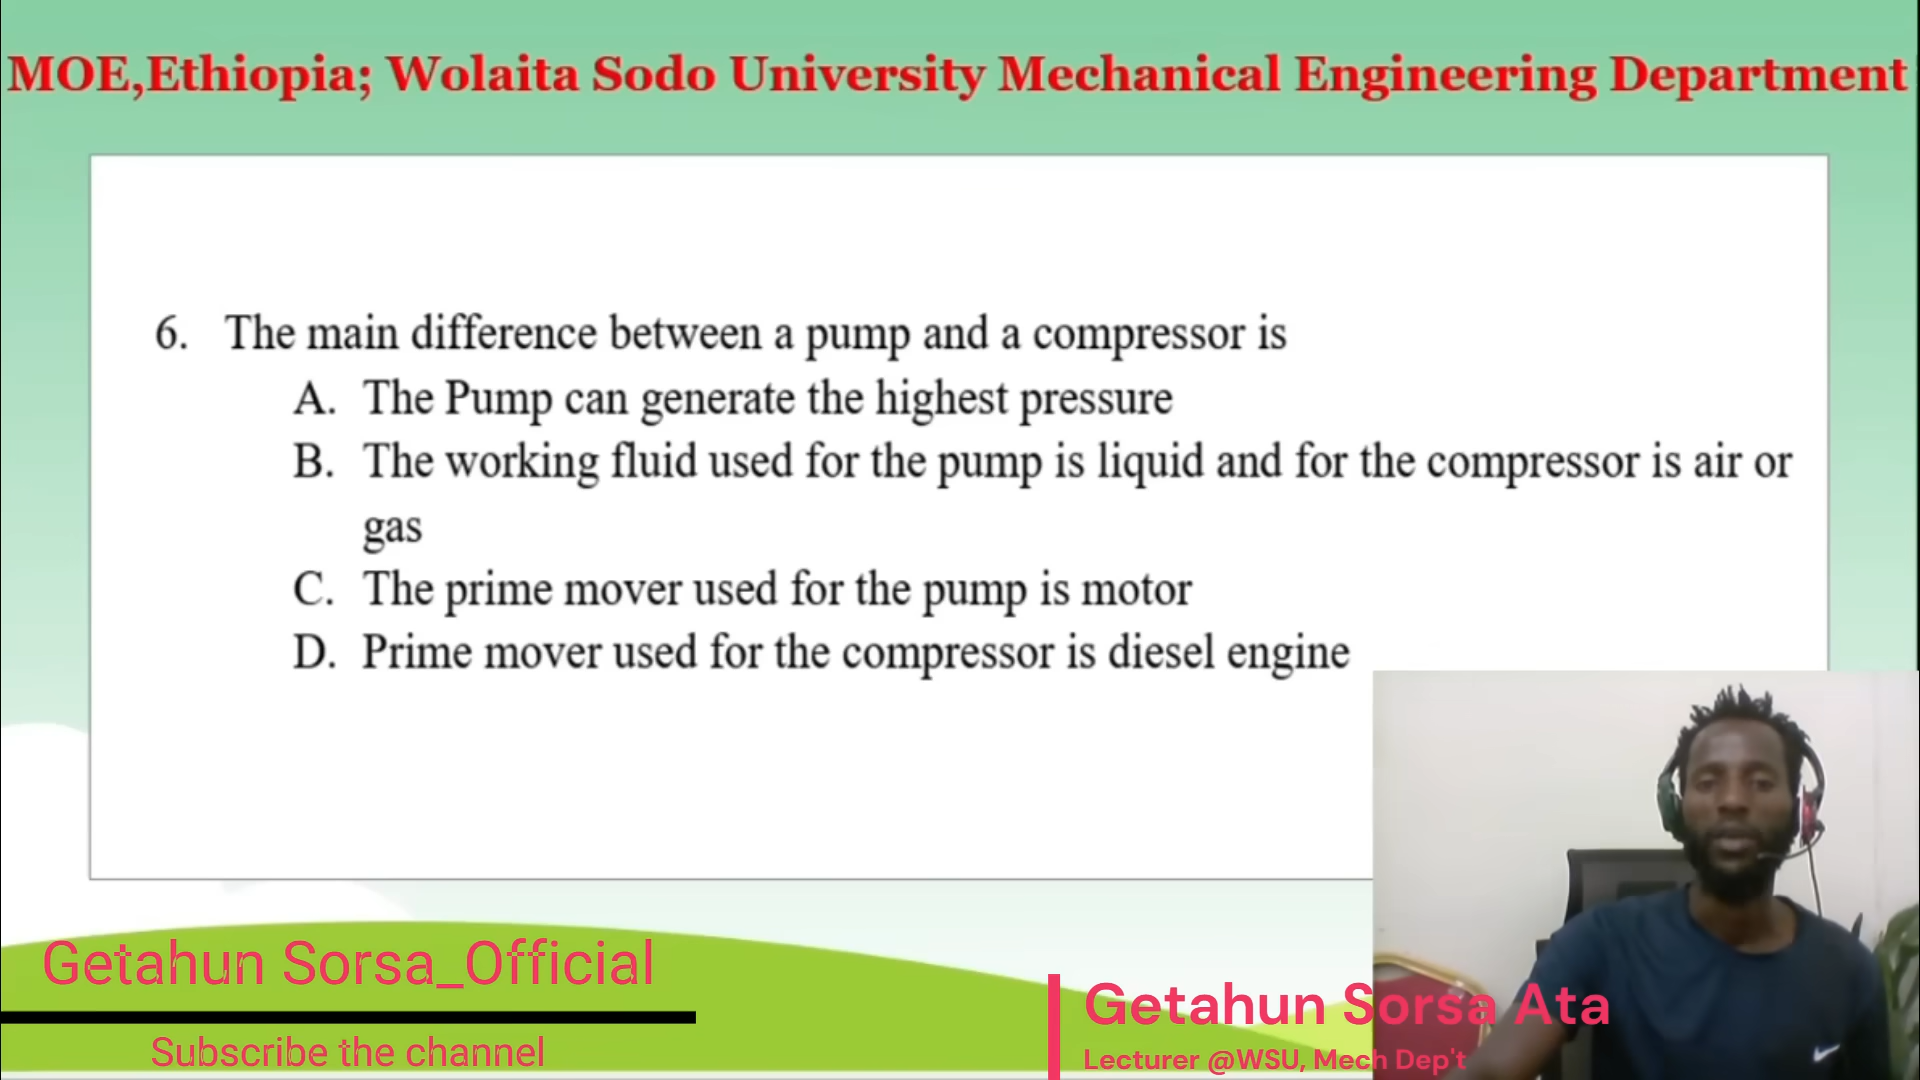 MOE,Ethiopia; Wolaita Sodo University Mechanical Engineering Department
6. The main difference between a pump and a compressor is
A. The Pump can generate the highest pressure
B. The working fluid used for the pump is liquid and for the compressor is air or
gas
C. The prime mover used for the pump is motor
D. Prime mover used for the compressor is diesel engine
Getahun Sorsa_Official
Subscribe the channel
Getahun Sorsa Ata
Lecturer @WSU, Mech Dep't